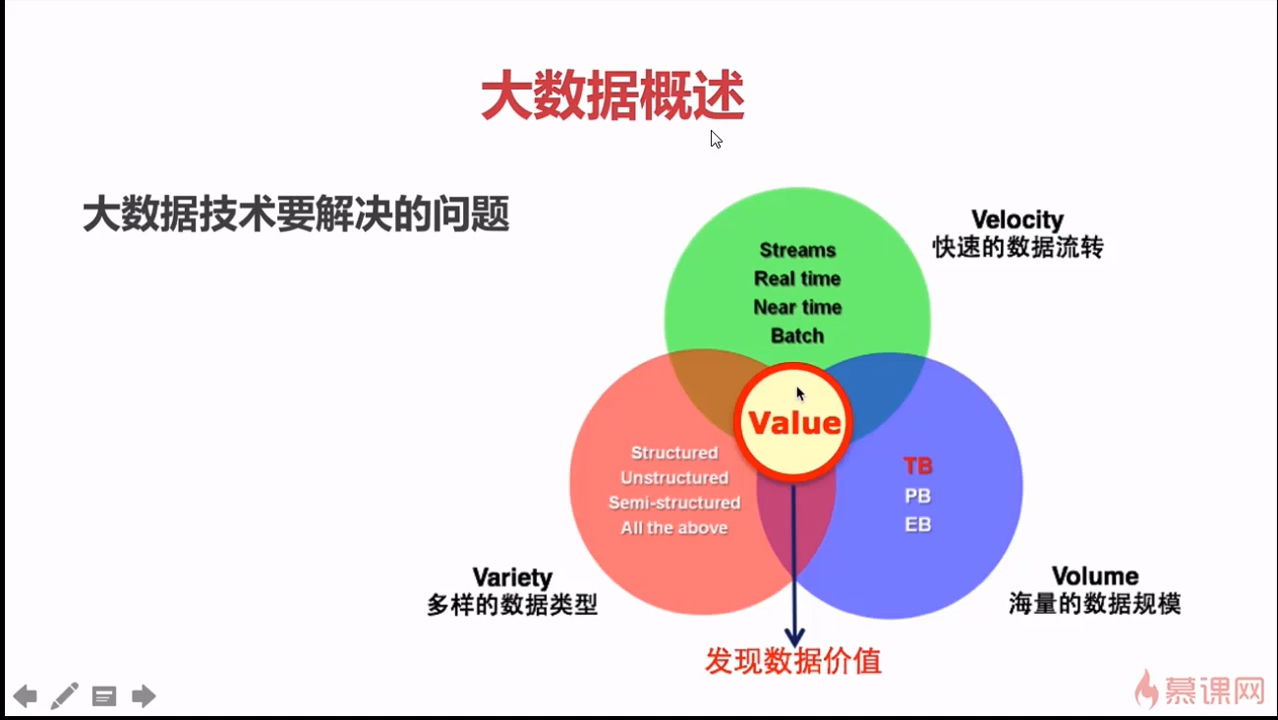 大数据概述
大数据技术要解决的问题
Velocity
快速的数据流转
Streams
Real time
Near time
Batch
Value
Structured
Unstructured
Semi-structured
All the above
TB
PB
EB
Variety
多样的数据类型
Volume
海量的数据规模
发现数据价值
慕课网